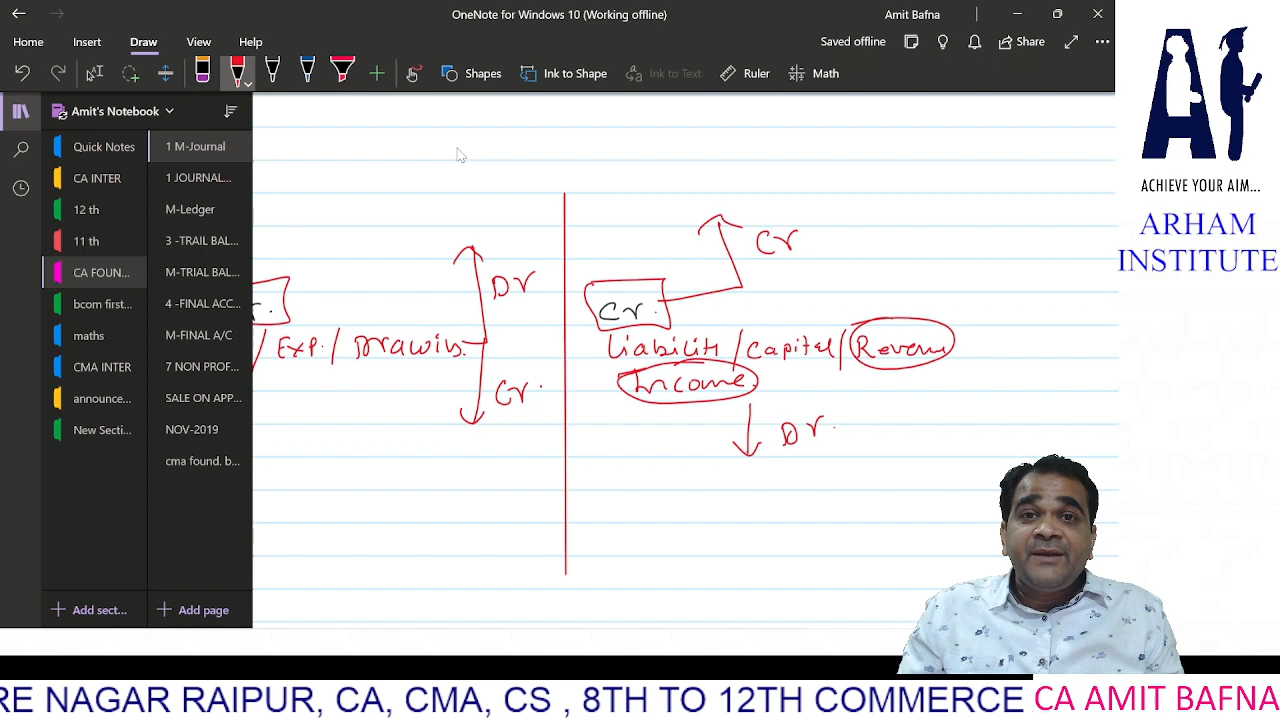 OneNote for Windows 10 (Working offline)
Amit Bafna
Home
Insert
Draw
View
Help
Saved offline
Share
Shapes
Ink to Shape
Ink to Text
Ruler
Math
Amit's Notebook
Quick Notes
CA INTER
12 th
11 th
CA FOUN...
bcom first...
maths
CMA INTER
announce...
New Secti...
Add sect...
1 M-Journal
1 JOURNAL...
M-Ledger
3 -TRAIL BAL...
M-TRIAL BAL...
4 -FINAL ACC...
M-FINAL A/C
7 NON PROF...
SALE ON APP...
NOV-2019
cma found. b...
Add page
r.
Dr
/ Exp. / Drawin.
Cr.
Cr
Cr.
Liability / Capital / Revenue
Income.
Dr.
ACHIEVE YOUR AIM...
ARHAM
INSTITUTE
RE NAGAR RAIPUR, CA, CMA, CS , 8TH TO 12TH COMMERCE
CA AMIT BAFNA